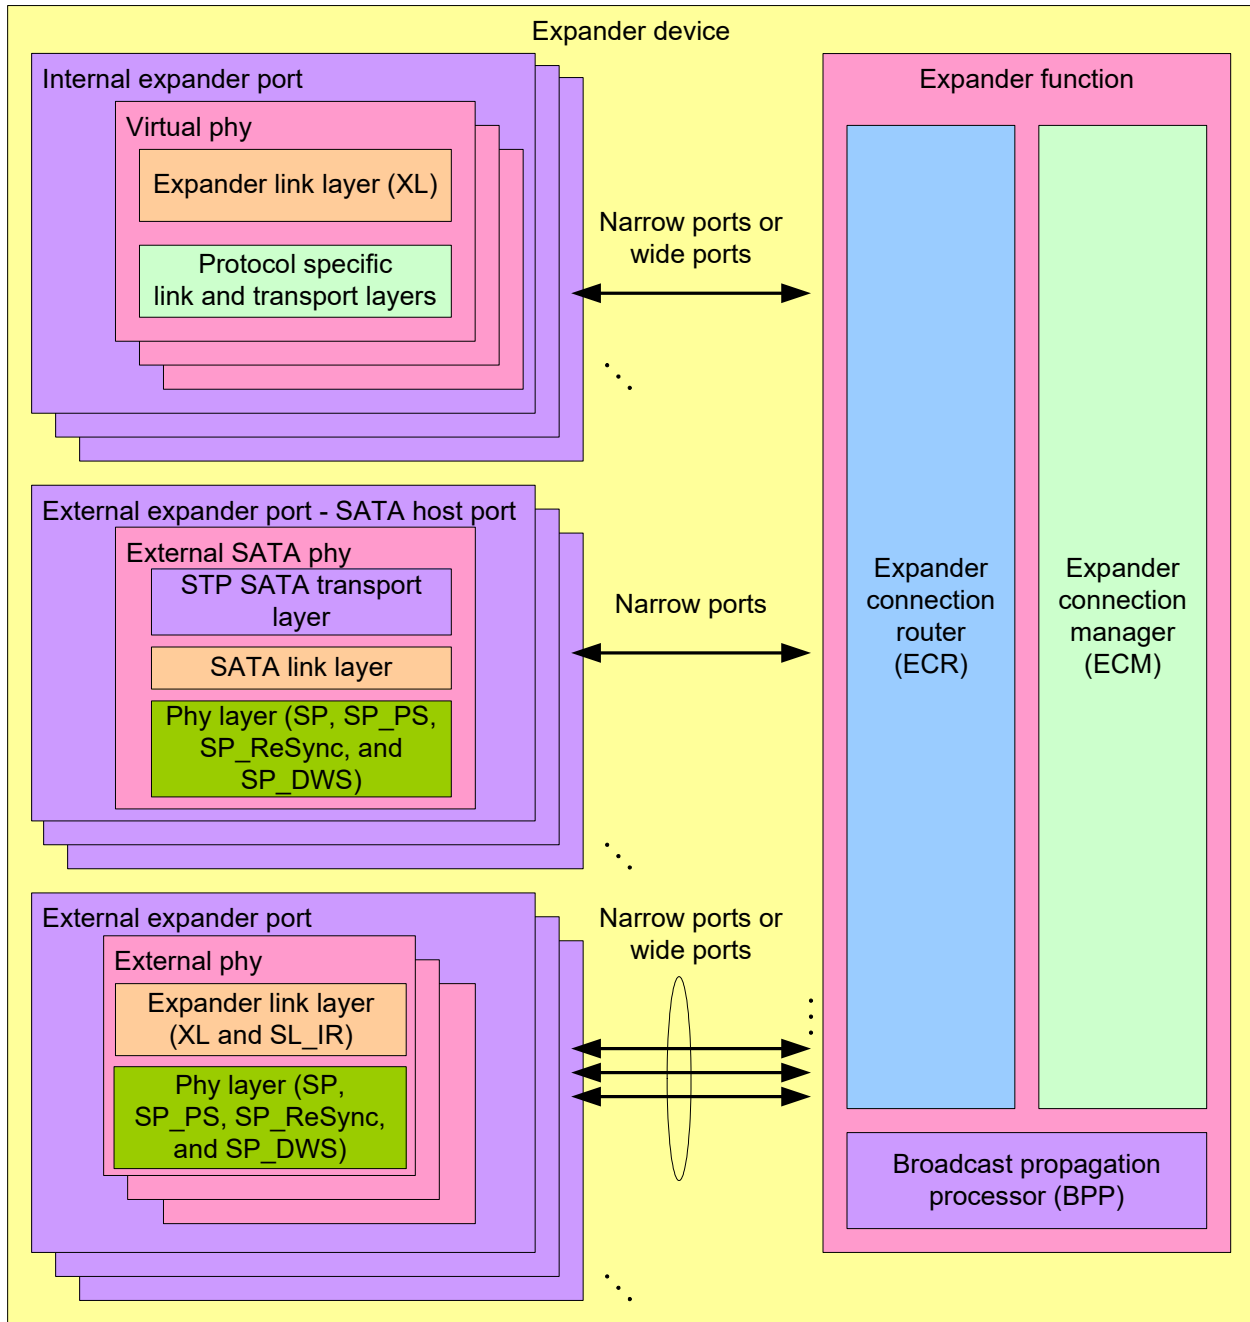 Expander device
Internal expander port
Virtual phy
Expander link layer (XL)
Protocol specific
link and transport layers
Narrow ports or
wide ports
External expander port - SATA host port
External SATA phy
STP SATA transport
layer
SATA link layer
Phy layer (SP, SP_PS,
SP_ReSync, and
SP_DWS)
Narrow ports
External expander port
External phy
Expander link layer
(XL and SL_IR)
Phy layer (SP,
SP_PS, SP_ReSync,
and SP_DWS)
Narrow ports or
wide ports
Expander function
Expander
connection
router
(ECR)
Expander
connection
manager
(ECM)
Broadcast propagation
processor (BPP)